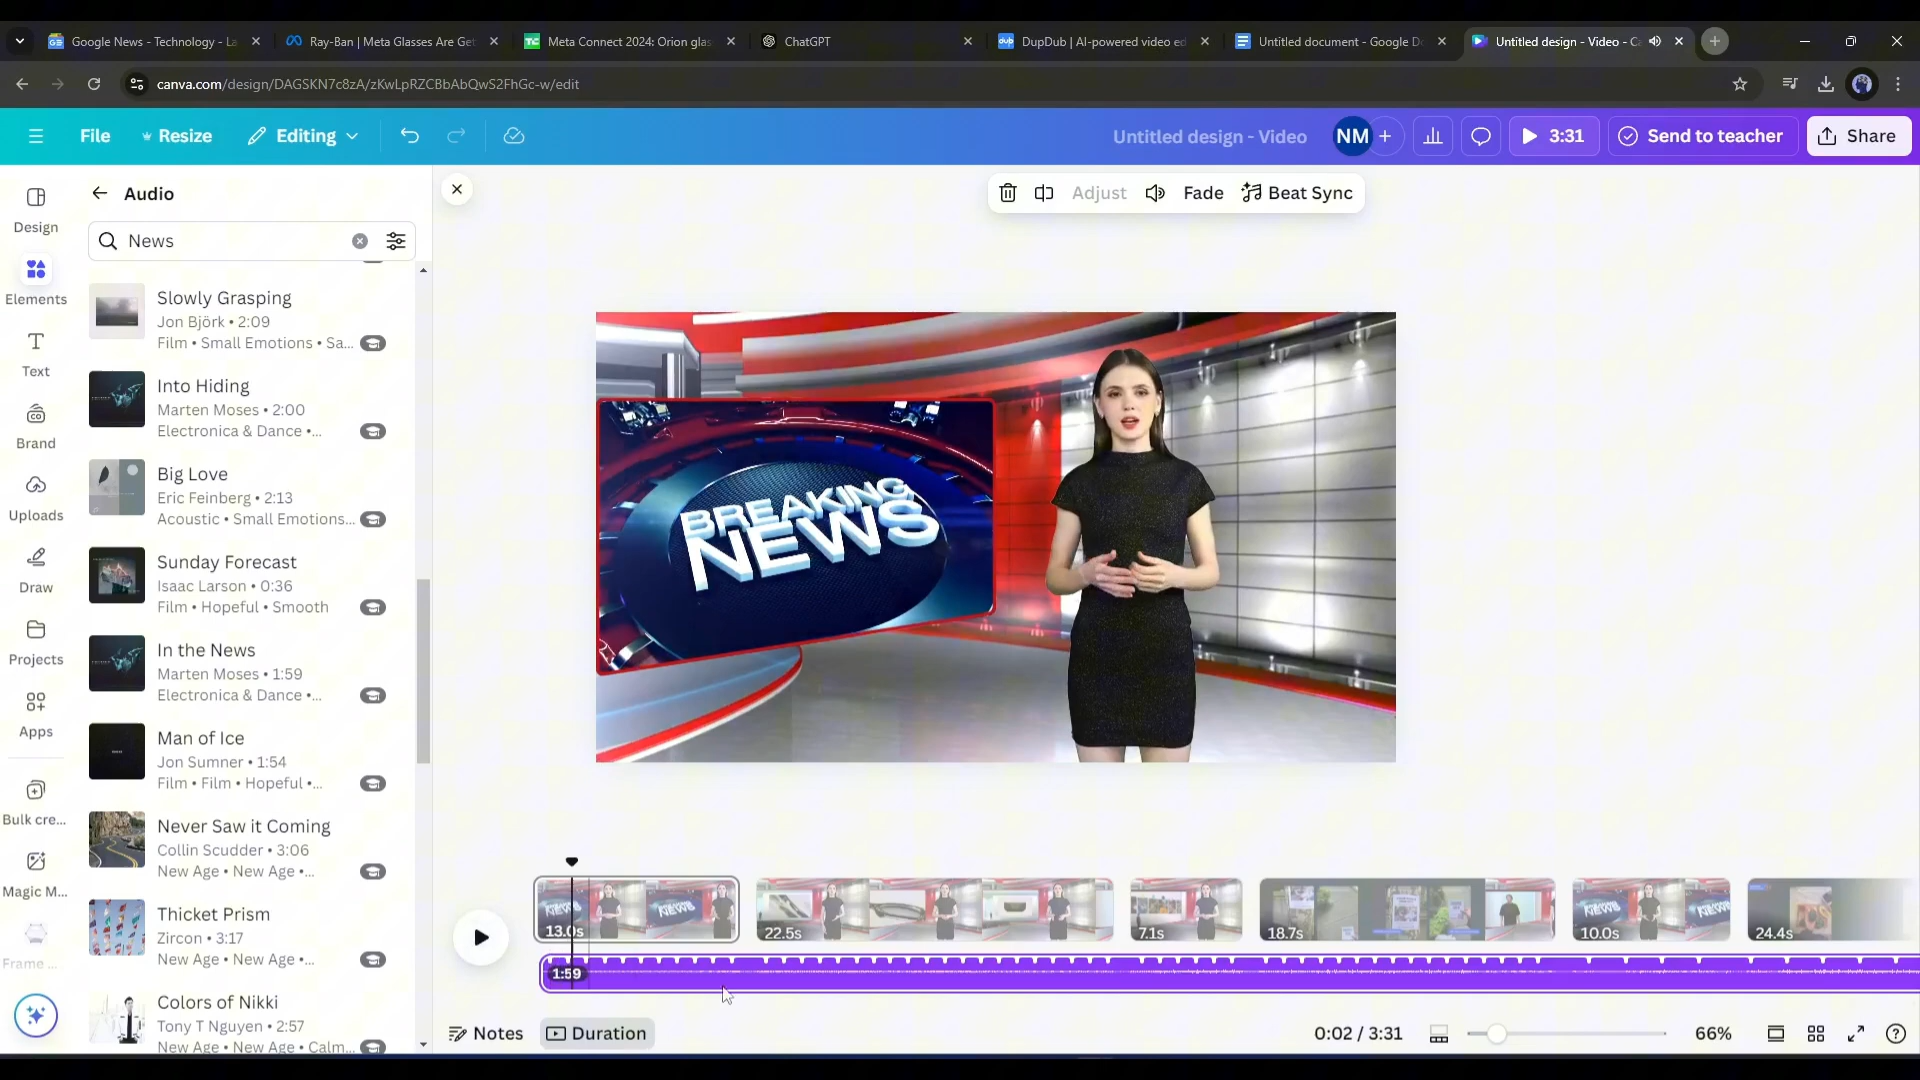 Google News - Technology - La
Ray-Ban | Meta Glasses Are Get
Meta Connect 2024: Orion glas
ChatGPT
DupDub | AI-powered video ed
Untitled document - Google Do
Untitled design - Video - Ca
canva.com/design/DAGSKN7c8zA/zKwLpRZCBbAbQwS2FhGc-w/edit
File
Resize
Editing
Untitled design - Video
NM
3:31
Send to teacher
Share
Design
Elements
Text
Brand
Uploads
Draw
Projects
Apps
Bulk cre...
Magic M...
Frame ...
Audio
News
Slowly Grasping
Jon Björk • 2:09
Film • Small Emotions • Sa...
Into Hiding
Marten Moses • 2:00
Electronica & Dance •...
Big Love
Eric Feinberg • 2:13
Acoustic • Small Emotions...
Sunday Forecast
Isaac Larson • 0:36
Film • Hopeful • Smooth
In the News
Marten Moses • 1:59
Electronica & Dance •...
Man of Ice
Jon Sumner • 1:54
Film • Film • Hopeful •...
Never Saw it Coming
Collin Scudder • 3:06
New Age • New Age •...
Thicket Prism
Zircon • 3:17
New Age • New Age •...
Colors of Nikki
Tony T Nguyen • 2:57
New Age • New Age • Calm...
Adjust
Fade
Beat Sync
BREAKING
NEWS
13.0s
22.5s
7.1s
18.7s
10.0s
24.4s
1:59
Notes
Duration
0:02 / 3:31
66%